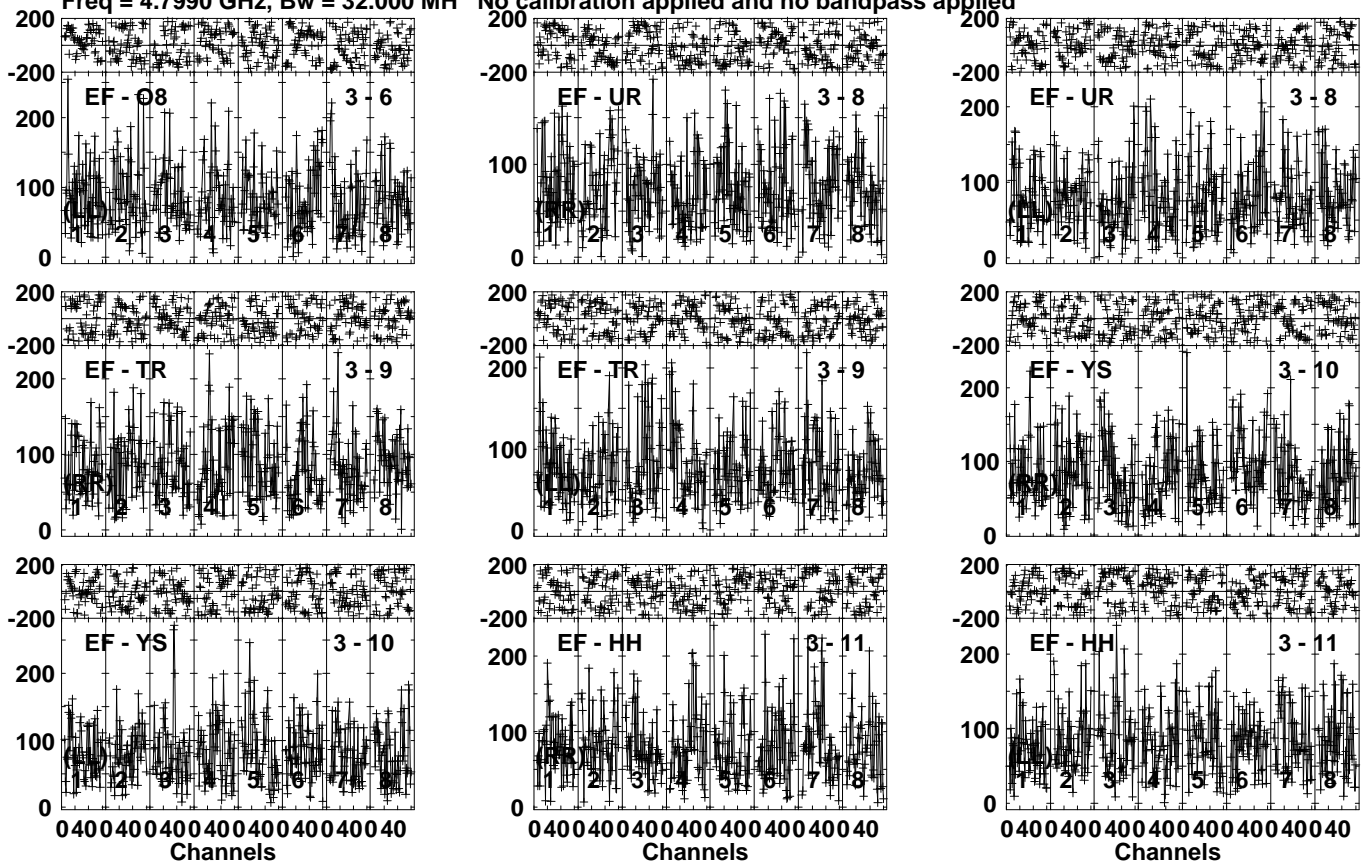 Freq = 4.7990 GHz, Bw = 32.000 MH No calibration applied and no bandpass applied
200
-200
EF - O8 3 - 6
200
100
(LL)
1 2 3 4 5 6 7 8
0
200
-200
EF - UR 3 - 8
100
(RR)
1 2 3 4 5 6 7 8
0
200
-200
EF - UR 3 - 8
200
100
(LL)
1 2 3 4 5 6 7 8
0
200
-200
EF - TR 3 - 9
200
100
(RR)
1 2 3 4 5 6 7 8
0
200
-200
EF - TR 3 - 9
200
100
(LL)
1 2 3 4 5 6 7 8
0
200
-200
EF - YS 3 - 10
200
100
(RR)
1 2 3 4 5 6 7 8
0
200
-200
EF - YS 3 - 10
200
100
(LL)
1 2 3 4 5 6 7 8
0
0 40 0 40 0 40 0 40 0 40 0 40 0 40 0 40
Channels
200
-200
EF - HH 3 - 11
200
100
(RR)
1 2 3 4 5 6 7 8
0
0 40 0 40 0 40 0 40 0 40 0 40 0 40 0 40
Channels
200
-200
EF - HH 3 - 11
200
100
(LL)
1 2 3 4 5 6 7 8
0
0 40 0 40 0 40 0 40 0 40 0 40 0 40 0 40
Channels